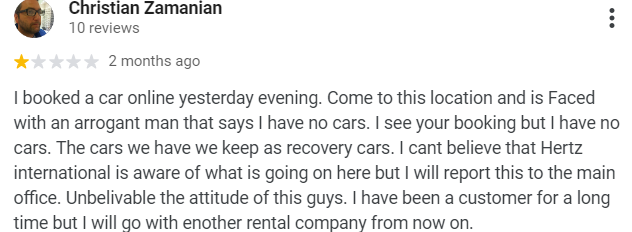 Christian Zamanian
10 reviews
2 months ago
I booked a car online yesterday evening. Come to this location and is Faced
with an arrogant man that says I have no cars. I see your booking but I have no
cars. The cars we have we keep as recovery cars. I cant believe that Hertz
international is aware of what is going on here but I will report this to the main
office. Unbelivable the attitude of this guys. I have been a customer for a long
time but I will go with enother rental company from now on.